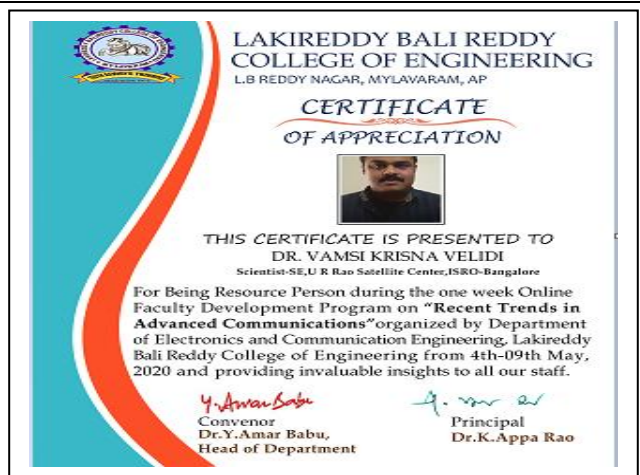 LAKIREDDY BALI REDDY
COLLEGE OF ENGINEERING
L.B REDDY NAGAR, MYLAVARAM, AP
CERTIFICATE
OF APPRECIATION
THIS CERTIFICATE IS PRESENTED TO
DR. VAMSI KRISNA VELIDI
Scientist-SE,U R Rao Satellite Center,ISRO-Bangalore
For Being Resource Person during the one week Online
Faculty Development Program on “Recent Trends in
Advanced Communications”organized by Department
of Electronics and Communication Engineering, Lakireddy
Bali Reddy College of Engineering from 4th-09th May,
2020 and providing invaluable insights to all our staff.
Y. Amar Babu
Convenor
Dr.Y.Amar Babu,
Head of Department
Principal
Dr.K.Appa Rao